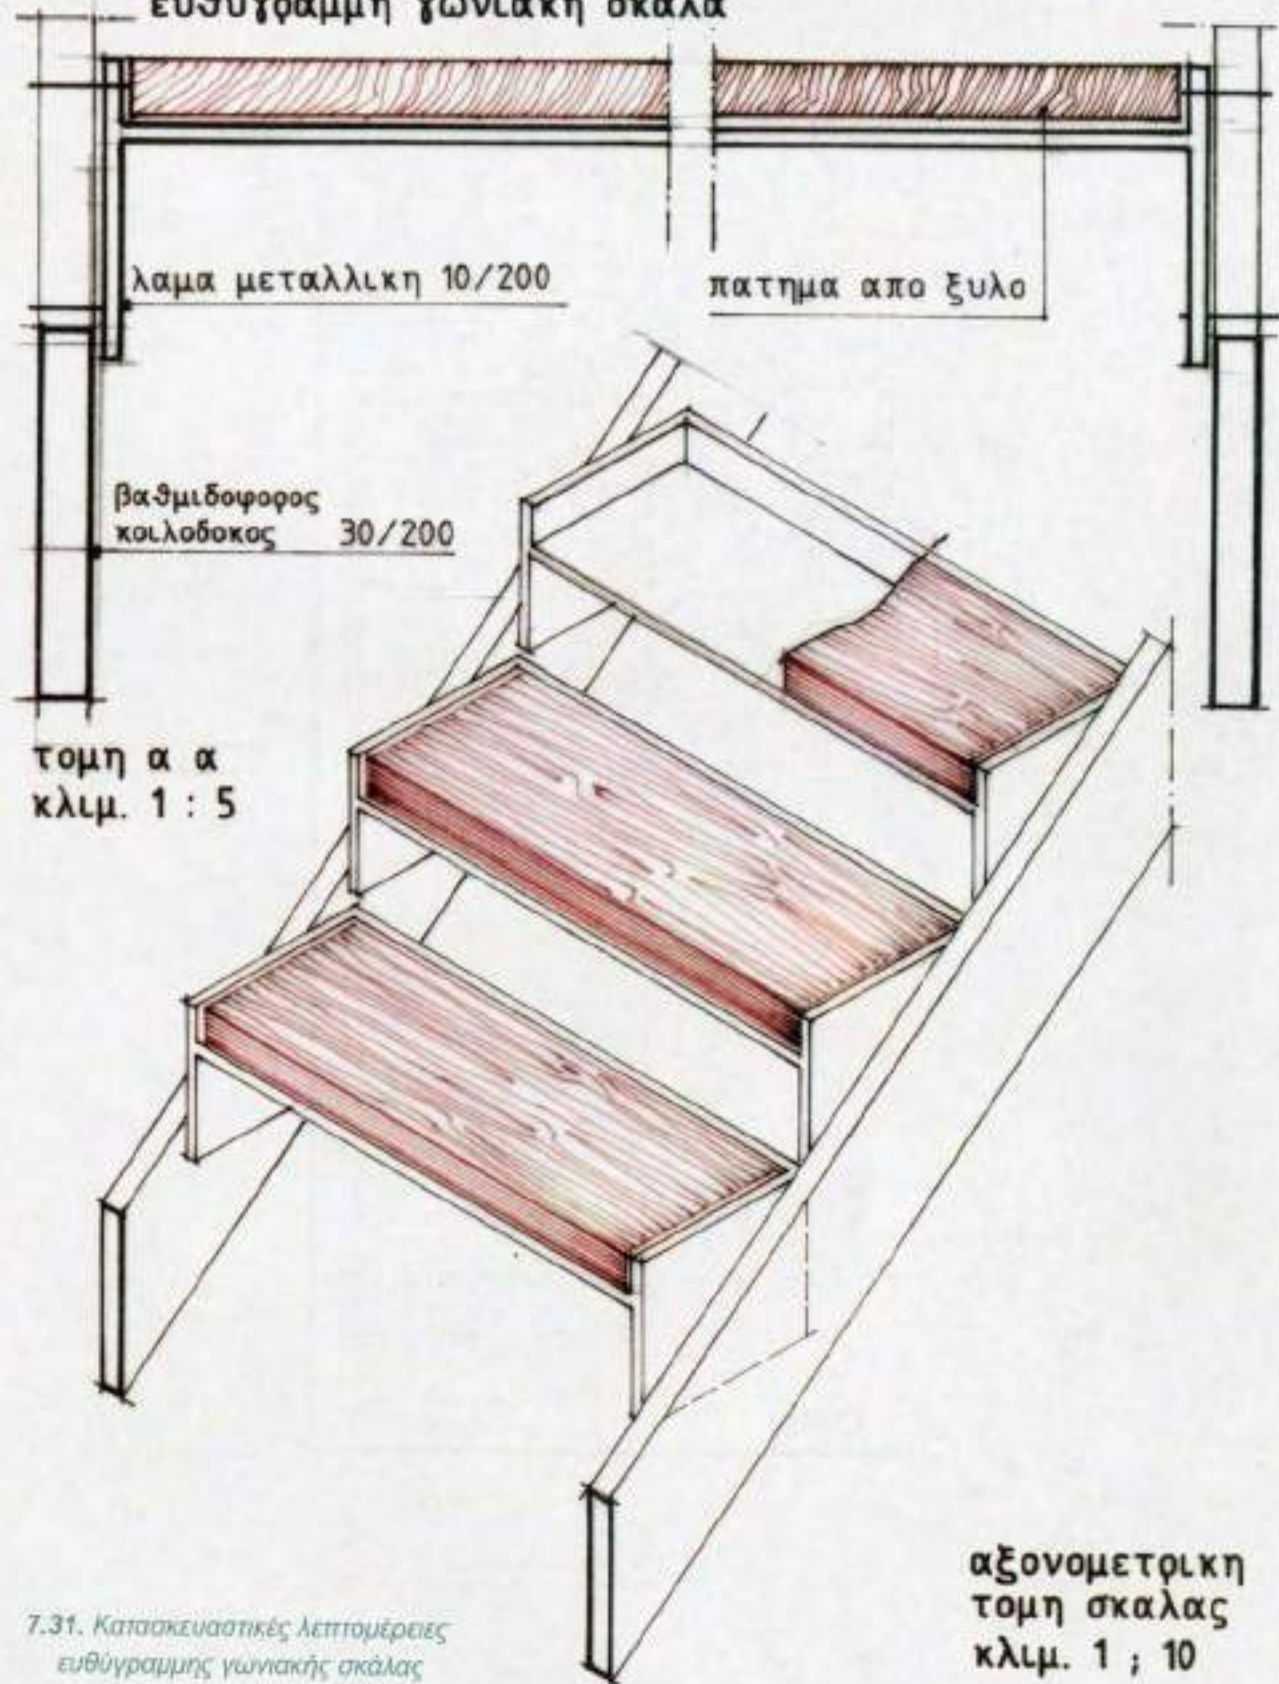 ευθυγραμμη γωνιακη σκαλα
λαμα μεταλλικη 10/200
πατημα απο ξυλο
βαθμιδοφορος
κοιλοδοκος 30/200
τομη α α
κλιμ. 1 : 5
αξονομετρικη
τομη σκαλας
κλιμ. 1 ; 10
7.31. Κατασκευαστικές λεπτομέρειες
ευθύγραμμης γωνιακής σκάλας